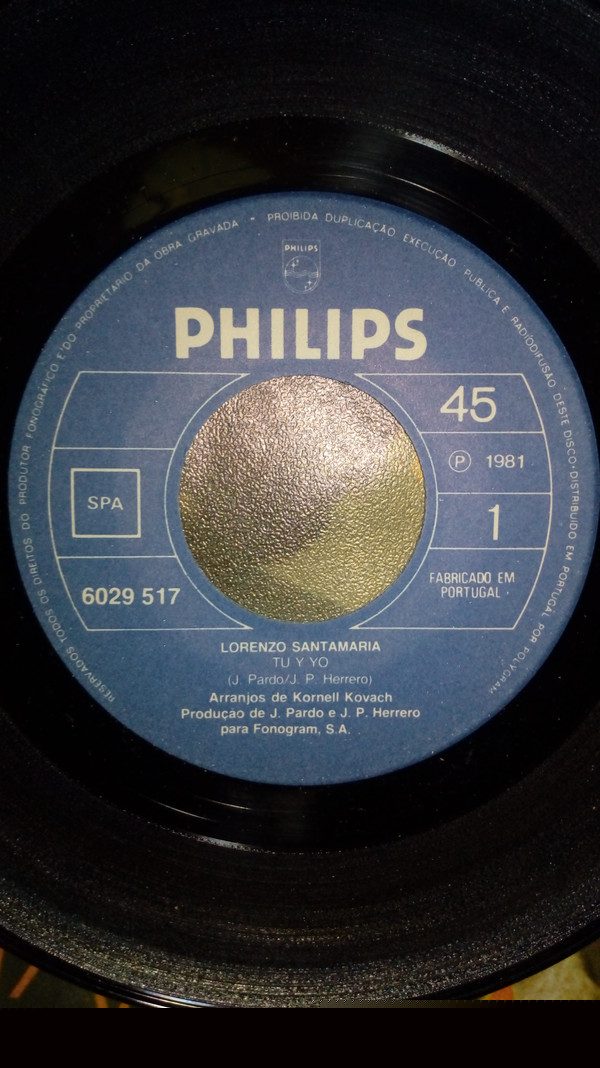 RESERVADOS TODOS OS DIREITOS DO PRODUTOR FONOGRÁFICO E DO PROPRIETÁRIO DA OBRA GRAVADA - PROIBIDA DUPLICAÇÃO EXECUÇÃO PUBLICA E RADIODIFUSÃO DESTE DISCO • DISTRIBUIDO EM PORTUGAL POR POLYGRAM
PHILIPS
PHILIPS
45
℗ 1981
SPA
1
6029 517
FABRICADO EM
PORTUGAL
LORENZO SANTAMARIA
TU Y YO
(J. Pardo/J. P. Herrero)
Arranjos de Kornell Kovach
Produçao de J. Pardo e J. P. Herrero
para Fonogram, S.A.